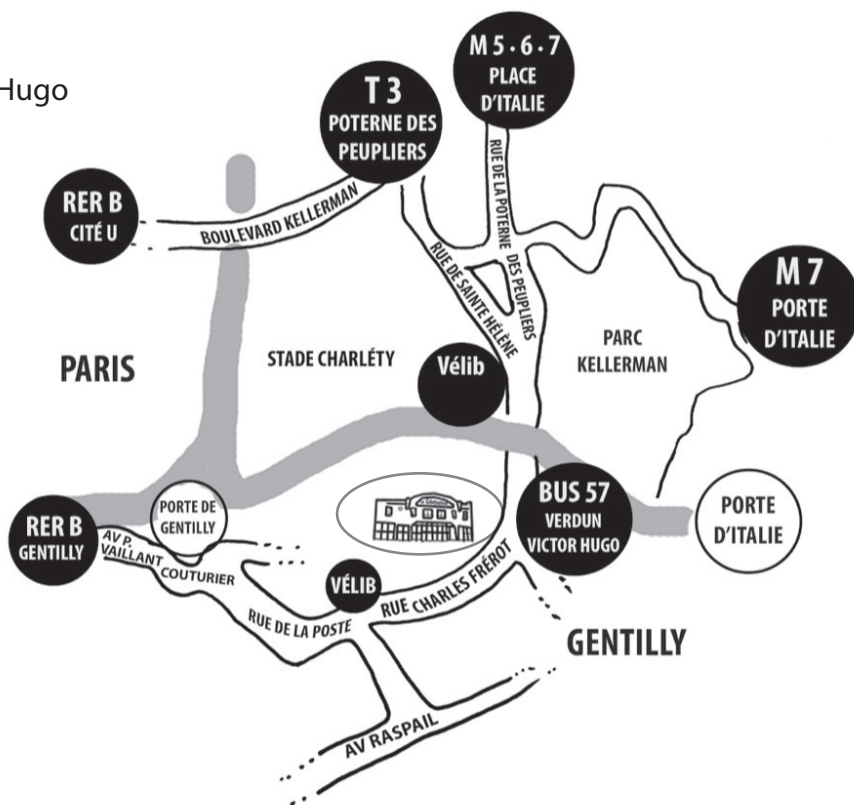 Hugo
M 5 · 6 · 7
PLACE
D'ITALIE
T 3
POTERNE DES
PEUPLIERS
RER B
CITÉ U
BOULEVARD KELLERMAN
RUE DE LA POTERNE DES PEUPLIERS
RUE DE SAINTE HÉLÈNE
M 7
PORTE
D'ITALIE
PARIS
STADE CHARLÉTY
Vélib
PARC
KELLERMAN
RER B
GENTILLY
PORTE DE
GENTILLY
BUS 57
VERDUN
VICTOR HUGO
PORTE
D'ITALIE
AV P.
VAILLANT
COUTURIER
VÉLIB
RUE CHARLES FRÉROT
RUE DE LA POSTE
GENTILLY
AV RASPAIL